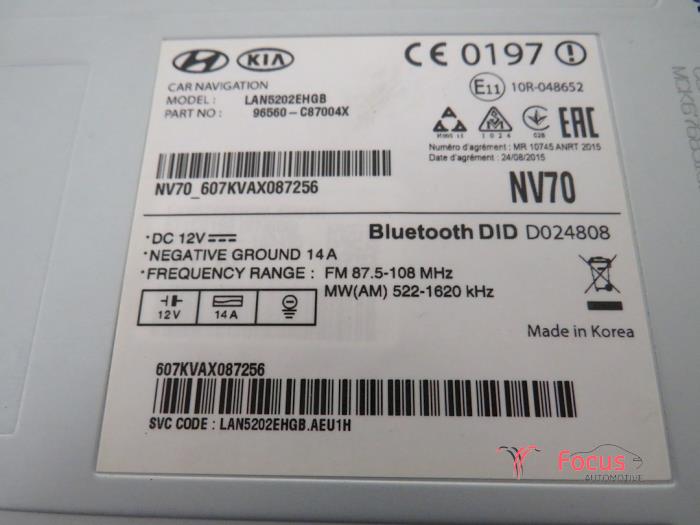 KIA
CE 0197
CAR NAVIGATION
MODEL : LAN5202EHGB
PART NO : 96560-C87004X
E11 10R-048652
1024
028
EAC
Numéro d'agrément : MR 10745 ANRT 2015
Date d'agrément : 24/08/2015
NV70_607KVAX087256
NV70
· DC 12V
· NEGATIVE GROUND 14A
· FREQUENCY RANGE : FM 87.5-108 MHz
MW(AM) 522-1620 kHz
Bluetooth DID D024808
12V
14A
Made in Korea
607KVAX087256
SVC CODE : LAN5202EHGB.AEU1H
Focus
AUTOMOTIVE